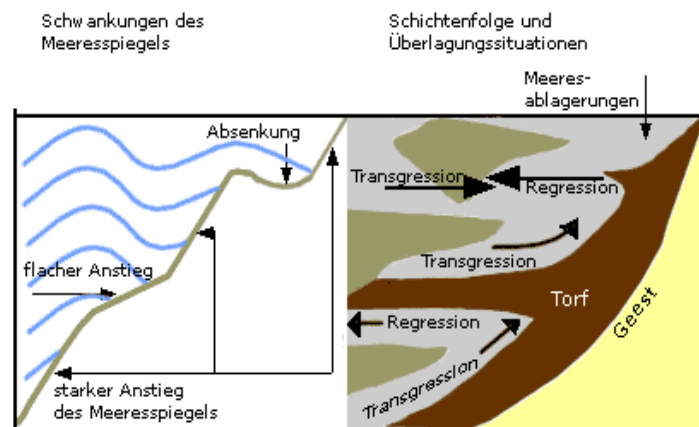 Schwankungen des
Meeresspiegels
Schichtenfolge und
Überlagungssituationen
Meeres-
ablagerungen
Absenkung
Transgression
Regression
flacher Anstieg
Transgression
Torf
Geest
Regression
starker Anstieg
des Meeresspiegels
Transgression